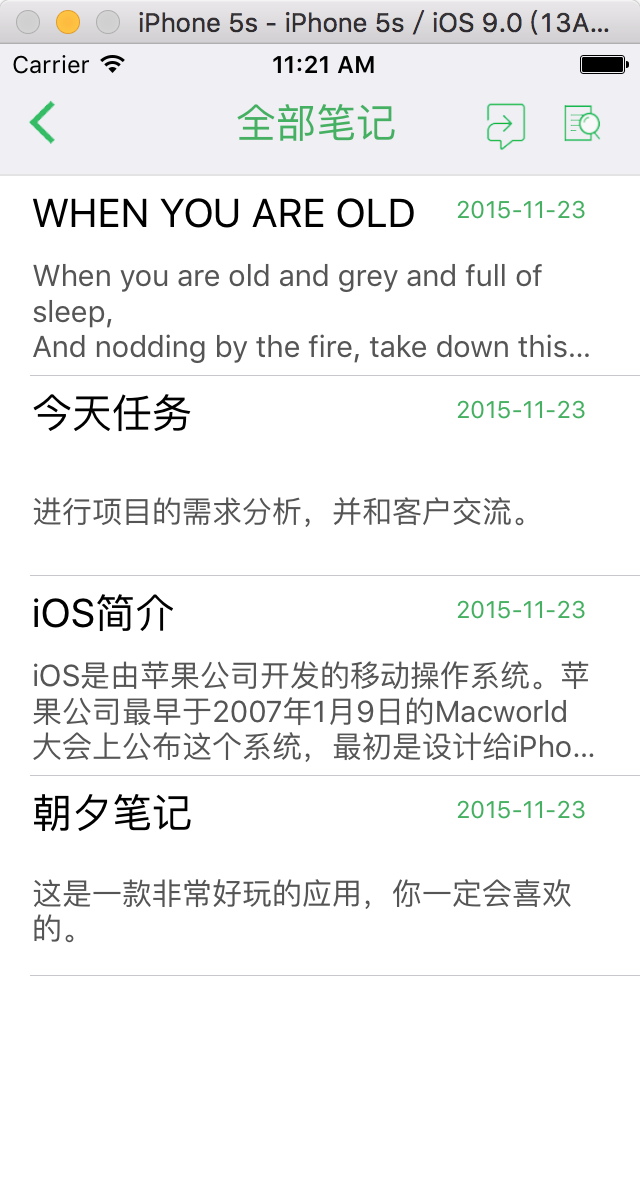 iPhone 5s - iPhone 5s / iOS 9.0 (13A...
Carrier 11:21 AM
全部笔记
WHEN YOU ARE OLD 2015-11-23
When you are old and grey and full of
sleep,
And nodding by the fire, take down this...
今天任务 2015-11-23
进行项目的需求分析，并和客户交流。
iOS简介 2015-11-23
iOS是由苹果公司开发的移动操作系统。苹
果公司最早于2007年1月9日的Macworld
大会上公布这个系统，最初是设计给iPho...
朝夕笔记 2015-11-23
这是一款非常好玩的应用，你一定会喜欢
的。